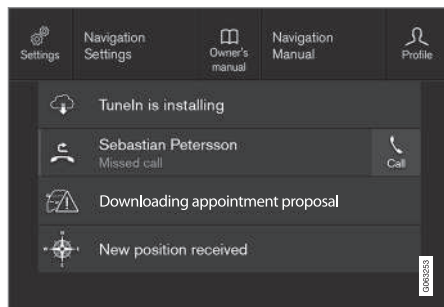 Settings
Navigation
Settings
Owner's
manual
Navigation
Manual
Profile
TuneIn is installing
Sebastian Petersson
Missed call
Call
Downloading appointment proposal
New position received
G063253